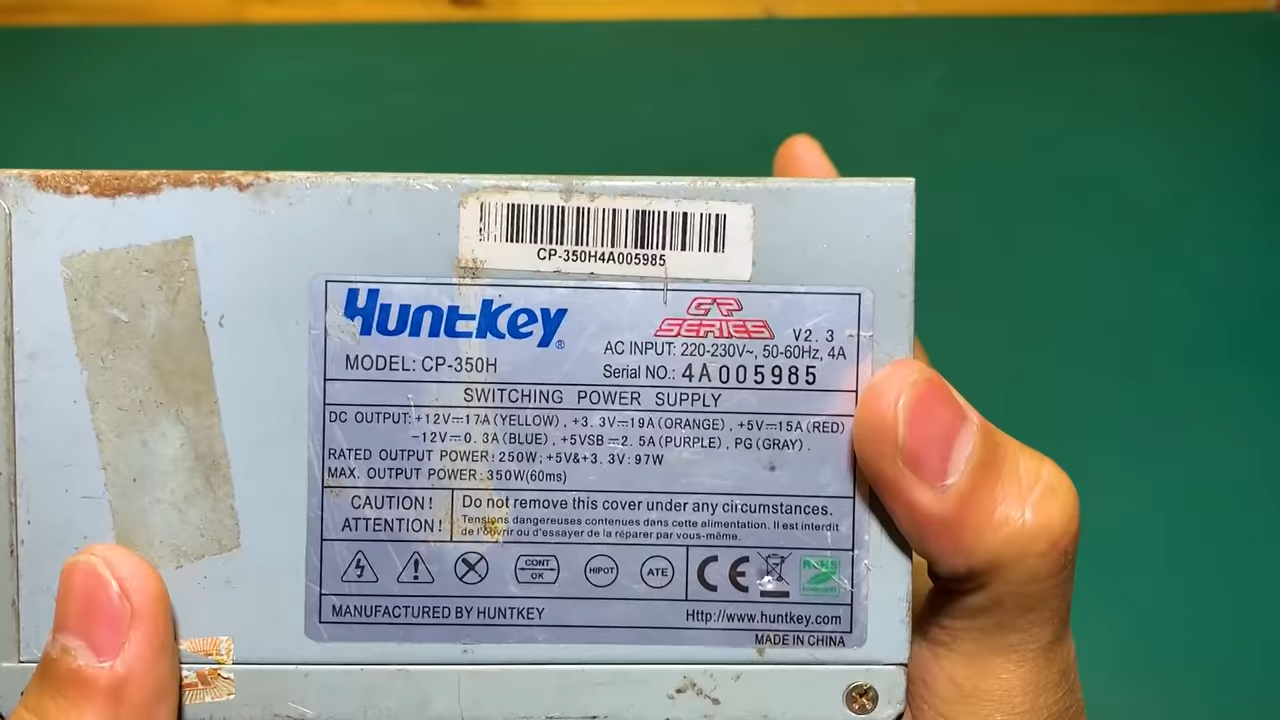 CP-350H4A005985
Huntkey®
CP SERIES V2.3
MODEL: CP-350H
AC INPUT: 220-230V~, 50-60Hz, 4A
Serial NO.: 4A005985
SWITCHING POWER SUPPLY
DC OUTPUT: +12V⎓17A(YELLOW), +3.3V⎓19A(ORANGE), +5V⎓15A(RED)
-12V⎓0.3A(BLUE), +5VSB⎓2.5A(PURPLE), PG(GRAY).
RATED OUTPUT POWER: 250W; +5V&+3.3V: 97W
MAX. OUTPUT POWER: 350W(60ms)
CAUTION!
ATTENTION!
Do not remove this cover under any circumstances.
Tensions dangereuses contenues dans cette alimentation. Il est interdit
de l'ouvrir ou d'essayer de la réparer par vous-même.
CONT
OK
HIPOT
ATE
CE
RoHS
MANUFACTURED BY HUNTKEY
Http://www.huntkey.com
MADE IN CHINA